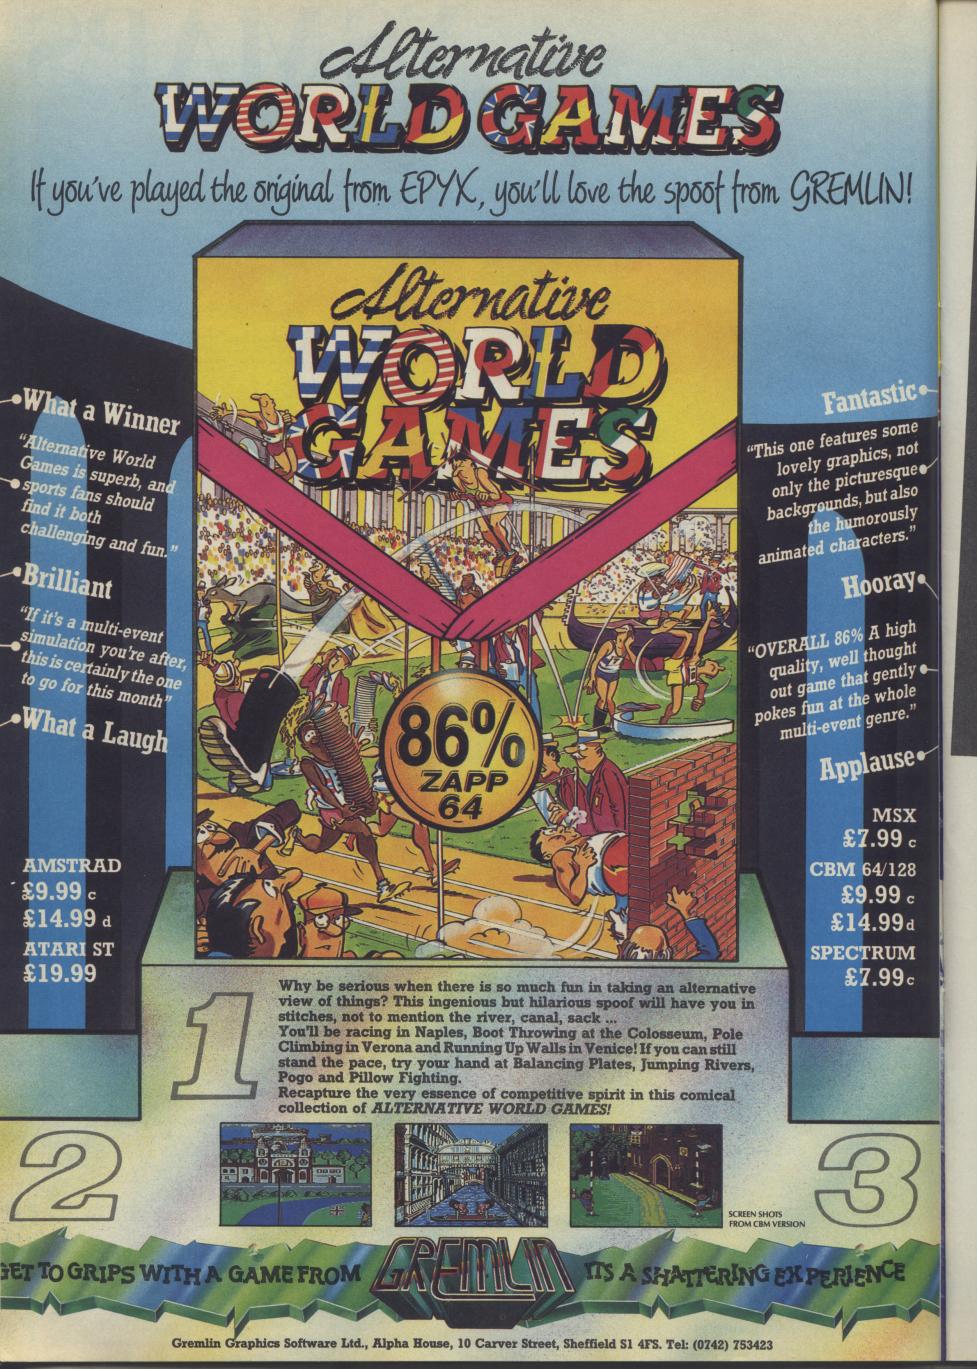 Alternative
WORLD GAMES
If you've played the original from EPYX, you'll love the spoof from GREMLIN!
Alternative
WORLD
GAMES
86%
ZAPP
64
What a Winner
"Alternative World
Games is superb, and
sports fans should
find it both
challenging and fun."
Brilliant
"If it's a multi-event
simulation you're after,
this is certainly the one
to go for this month"
What a Laugh
AMSTRAD
£9.99 c
£14.99 d
ATARI ST
£19.99
Fantastic
"This one features some
lovely graphics, not
only the picturesque
backgrounds, but also
the humorously
animated characters."
Hooray
"OVERALL 86% A high
quality, well thought
out game that gently
pokes fun at the whole
multi-event genre."
Applause
MSX
£7.99 c
CBM 64/128
£9.99 c
£14.99 d
SPECTRUM
£7.99 c
1
Why be serious when there is so much fun in taking an alternative
view of things? This ingenious but hilarious spoof will have you in
stitches, not to mention the river, canal, sack ...
You'll be racing in Naples, Boot Throwing at the Colosseum, Pole
Climbing in Verona and Running Up Walls in Venice! If you can still
stand the pace, try your hand at Balancing Plates, Jumping Rivers,
Pogo and Pillow Fighting.
Recapture the very essence of competitive spirit in this comical
collection of ALTERNATIVE WORLD GAMES!
2
3
SCREEN SHOTS
FROM CBM VERSION
GET TO GRIPS WITH A GAME FROM GREMLIN ITS A SHATTERING EXPERIENCE
Gremlin Graphics Software Ltd., Alpha House, 10 Carver Street, Sheffield S1 4FS. Tel: (0742) 753423